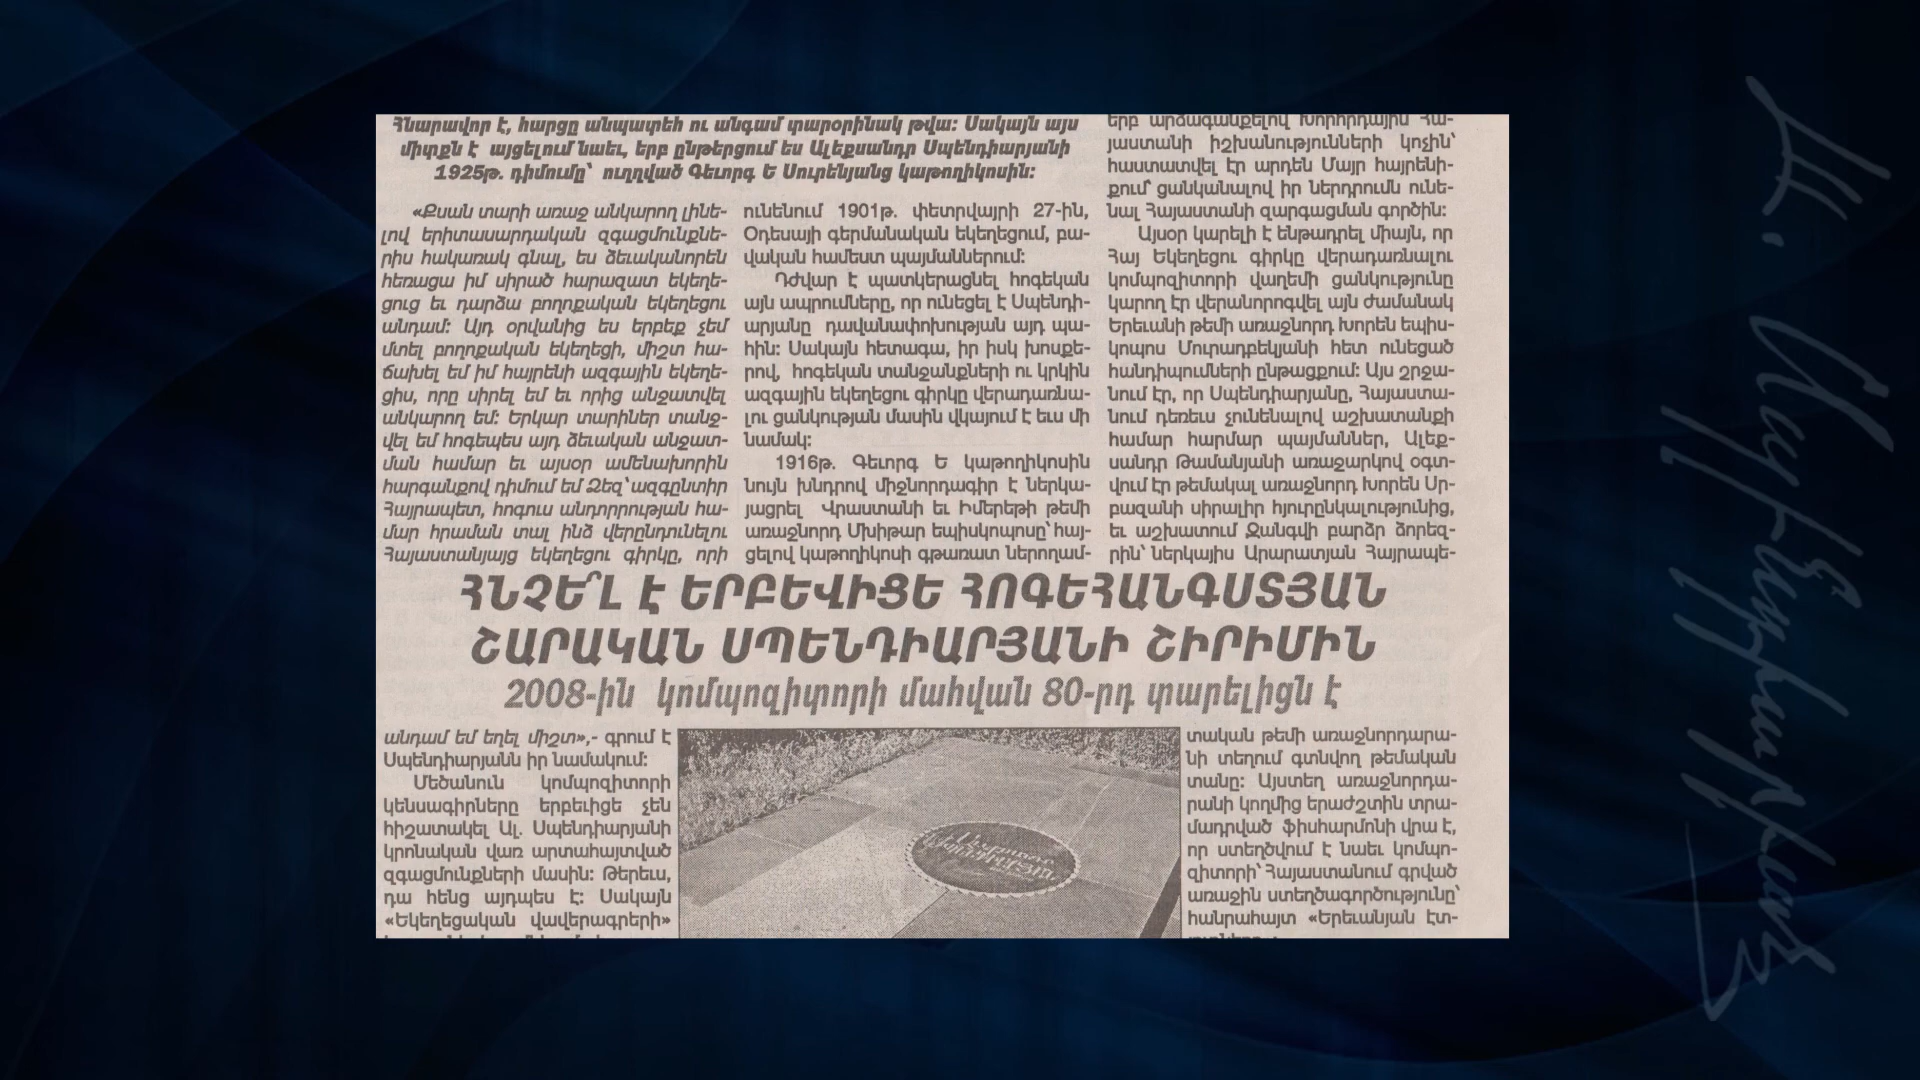 Հնարավոր է, հարցը անպատեհ ու անգամ տարօրինակ թվա: Սակայն այս
միտքն է այցելում նաեւ, երբ ընթերցում ես Ալեքսանդր Սպենդիարյանի
1925թ. դիմումը՝ ուղղված Գեւորգ Ե Սուրենյանց կաթողիկոսին:
«Քսան տարի առաջ անկարող լինե-
լով երիտասարդական զգացմունքնե-
րիս հակառակ գնալ, ես ձեւականորեն
հեռացա իմ սիրած հարազատ եկեղե-
ցուց եւ դարձա բողոքական եկեղեցու
անդամ: Այդ օրվանից ես երբեք չեմ
մտել բողոքական եկեղեցի, միշտ հա-
ճախել եմ իմ հայրենի ազգային եկեղե-
ցիս, որը սիրել եմ եւ որից անջատվել
անկարող եմ: Երկար տարիներ տանջ-
վել եմ հոգեպես այդ ձեւական անջատ-
ման համար եւ այսօր ամենախորին
հարգանքով դիմում եմ Ձեզ՝ ազգընտիր
Հայրապետ, հոգուս անդորրության հա-
մար հրաման տալ ինձ վերընդունելու
Հայաստանյայց եկեղեցու գիրկը, որի
ունենում 1901թ. փետրվայրի 27-ին,
Օդեսայի գերմանական եկեղեցում, բա-
վական համեստ պայմաններում:
Դժվար է պատկերացնել հոգեկան
այն ապրումները, որ ունեցել է Սպենդի-
արյանը դավանափոխության այդ պա-
հին: Սակայն հետագա, իր իսկ խոսքե-
րով, հոգեկան տանջանքների ու կրկին
ազգային եկեղեցու գիրկը վերադառնա-
լու ցանկության մասին վկայում է եւս մի
նամակ:
1916թ. Գեւորգ Ե կաթողիկոսին
նույն խնդրով միջնորդագիր է ներկա-
յացրել Վրաստանի եւ Իմերեթի թեմի
առաջնորդ Մխիթար եպիսկոպոսը՝ հայ-
ցելով կաթողիկոսի գթառատ ներողամ-
երբ արձագանքելով Խորհրդային Հա-
յաստանի իշխանությունների կոչին՝
հաստատվել էր արդեն Մայր հայրենի-
քում՝ ցանկանալով իր ներդրումն ունե-
նալ Հայաստանի զարգացման գործին:
Այսօր կարելի է ենթադրել միայն, որ
Հայ Եկեղեցու գիրկը վերադառնալու
կոմպոզիտորի վաղեմի ցանկությունը
կարող էր վերանորոգվել այն ժամանակ
Երեւանի թեմի առաջնորդ Խորեն եպիս-
կոպոս Մուրադբեկյանի հետ ունեցած
հանդիպումների ընթացքում: Այս շրջա-
նում էր, որ Սպենդիարյանը, Հայաստա-
նում դեռեւս չունենալով աշխատանքի
համար հարմար պայմաններ, Ալեք-
սանդր Թամանյանի առաջարկով օգտ-
վում էր թեմակալ առաջնորդ Խորեն Սր-
բազանի սիրալիր հյուրընկալությունից,
եւ աշխատում Զանգվի բարձր ձորեզ-
րին՝ ներկայիս Արարատյան Հայրապե-
ՀՆՉԵ՞Լ Է ԵՐԲԵՎԻՑԵ ՀՈԳԵՀԱՆԳՍՏՅԱՆ
ՇԱՐԱԿԱՆ ՍՊԵՆԴԻԱՐՅԱՆԻ ՇԻՐԻՄԻՆ
2008-ին կոմպոզիտորի մահվան 80-րդ տարելիցն է
անդամ եմ եղել միշտ»,- գրում է
Սպենդիարյանն իր նամակում:
Մեծանուն կոմպոզիտորի
կենսագիրները երբեւիցե չեն
հիշատակել Ալ. Սպենդիարյանի
կրոնական վառ արտահայտված
զգացմունքների մասին: Թերեւս,
դա հենց այդպես է: Սակայն
«Եկեղեցական վավերագրերի»
տական թեմի առաջնորդարա-
նի տեղում գտնվող թեմական
տանը: Այստեղ առաջնորդա-
րանի կողմից երաժշտին տրա-
մադրված ֆիսհարմոնի վրա է,
որ ստեղծվում է նաեւ կոմպո-
զիտորի՝ Հայաստանում գրված
առաջին ստեղծագործությունը՝
հանրահայտ «Երեւանյան էտ-
Ա. Սպենդիարյան